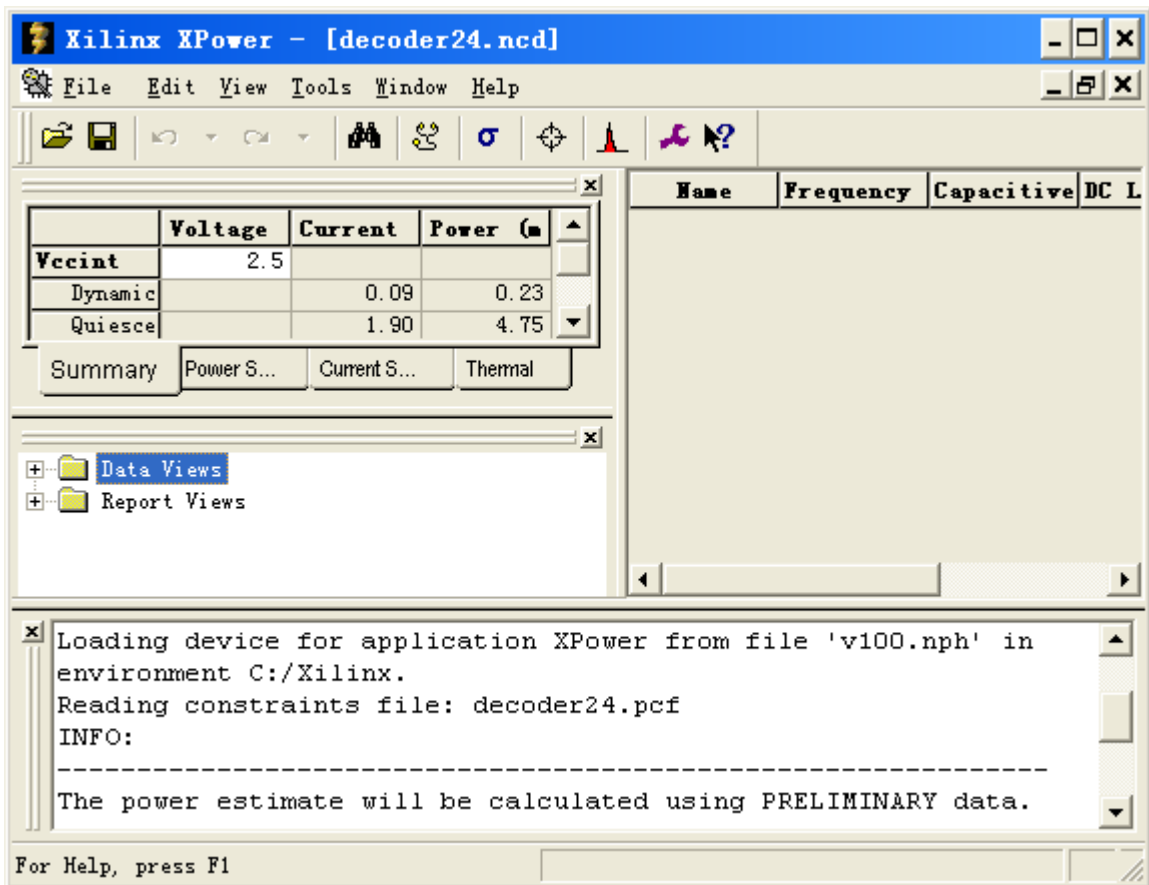 Xilinx XPower - [decoder24.ncd]
File Edit View Tools Window Help
σ
Name Frequency Capacitive DC L
Voltage Current Power (m
Vccint 2.5
Dynamic 0.09 0.23
Quiesce 1.90 4.75
Summary Power S... Current S... Thermal
Data Views
Report Views
Loading device for application XPower from file 'v100.nph' in
environment C:/Xilinx.
Reading constraints file: decoder24.pcf
INFO:
--------------------------------------------------------------
The power estimate will be calculated using PRELIMINARY data.
For Help, press F1